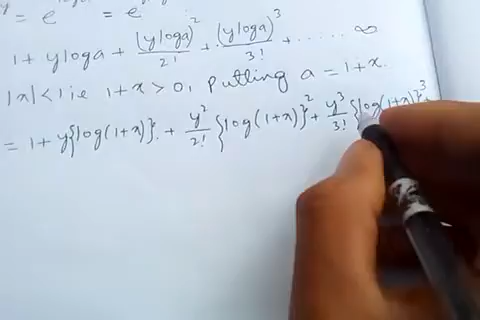 = e = e
1 + y log a + (y log a)²/2! + (y log a)³/3! + ...... ∞
|x| < 1 ie 1 + x > 0, putting a = 1 + x.
= 1 + y{log(1+x)} + y²/2! {log(1+x)}² + y³/3! {log(1+x)}³